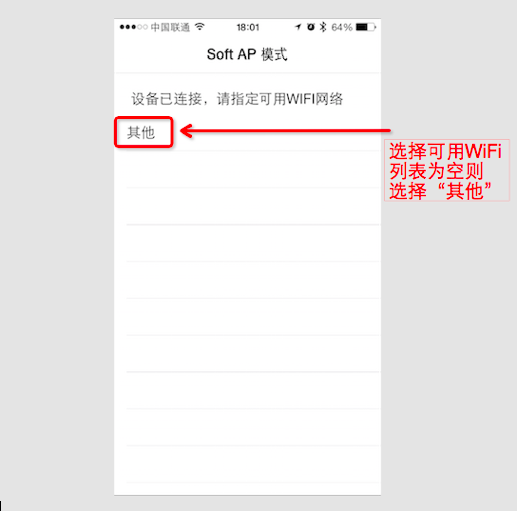 中国联通 18:01 64%
Soft AP 模式
设备已连接，请指定可用WIFI网络
其他
选择可用WiFi
列表为空则
选择“其他”